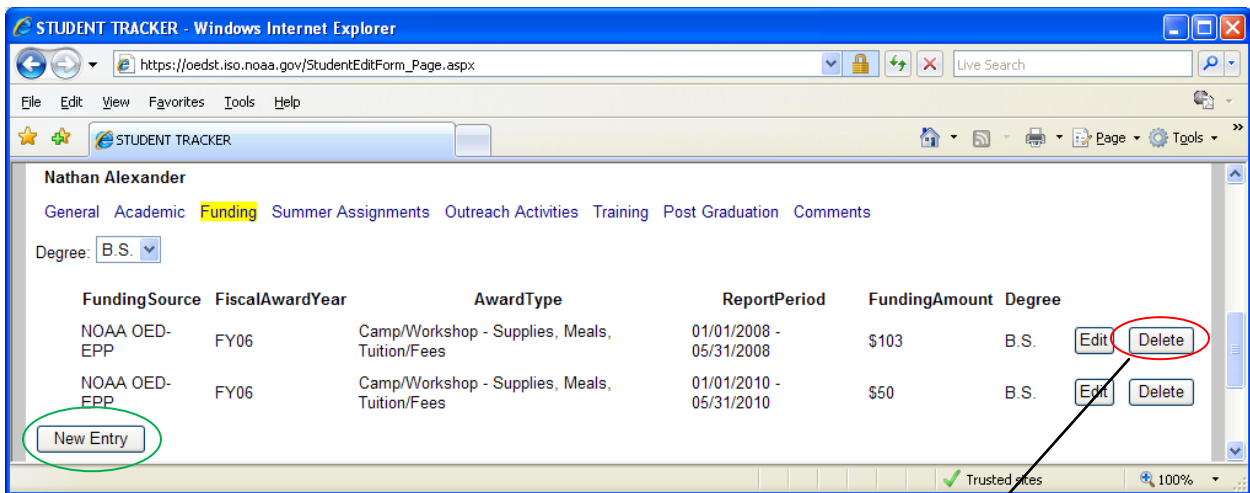 STUDENT TRACKER - Windows Internet Explorer
https://oedst.iso.noaa.gov/StudentEditForm_Page.aspx
Live Search
File Edit View Favorites Tools Help
STUDENT TRACKER
Page Tools
Nathan Alexander
General Academic Funding Summer Assignments Outreach Activities Training Post Graduation Comments
Degree: B.S.
FundingSource FiscalAwardYear AwardType ReportPeriod FundingAmount Degree
NOAA OED-EPP FY06 Camp/Workshop - Supplies, Meals, Tuition/Fees 01/01/2008 - 05/31/2008 $103 B.S. Edit Delete
NOAA OED-EPP FY06 Camp/Workshop - Supplies, Meals, Tuition/Fees 01/01/2010 - 05/31/2010 $50 B.S. Edit Delete
New Entry
Trusted sites 100%